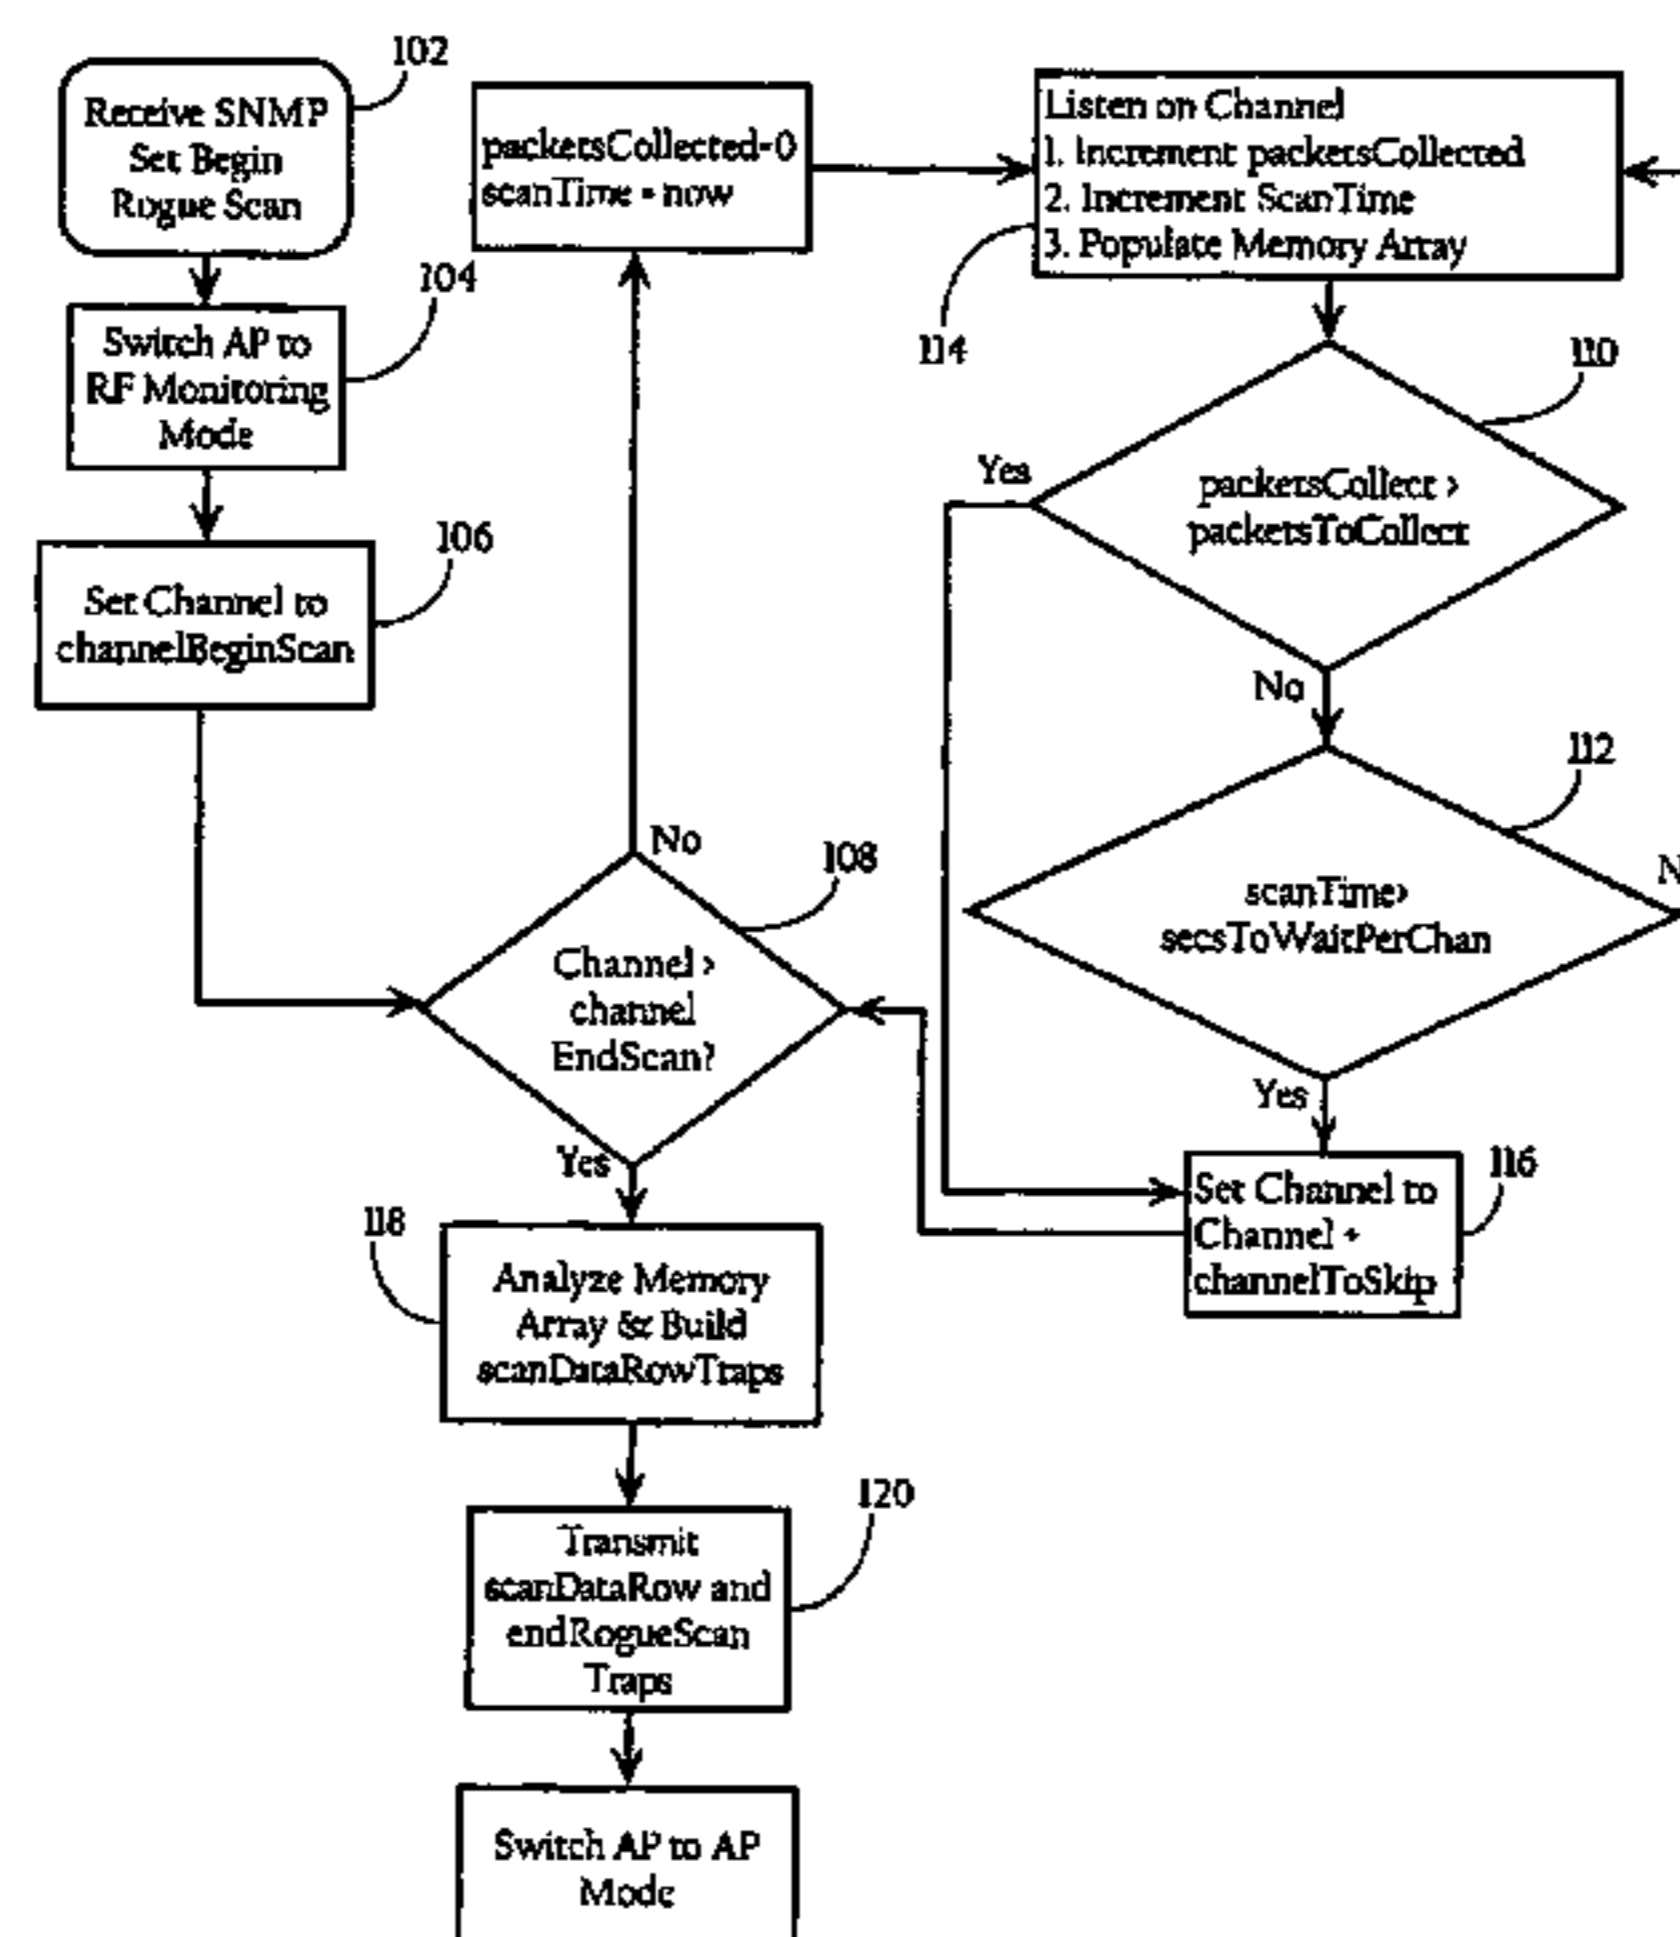 102
Receive SNMP
Set Begin
Rogue Scan
104
Switch AP to
RF Monitoring
Mode
106
Set Channel to
channelBeginScan
packetsCollected=0
scanTime = now
Listen on Channel
1. Increment packetsCollected
2. Increment ScanTime
3. Populate Memory Array
114
110
Yes
packetsCollect >
packetsToCollect
No
112
scanTime>
secsToWaitPerChan
N
Yes
116
Set Channel to
Channel +
channelToSkip
No
108
Channel >
channel
EndScan?
Yes
118
Analyze Memory
Array & Build
scanDataRowTraps
120
Transmit
scanDataRow and
endRogueScan
Traps
Switch AP to AP
Mode